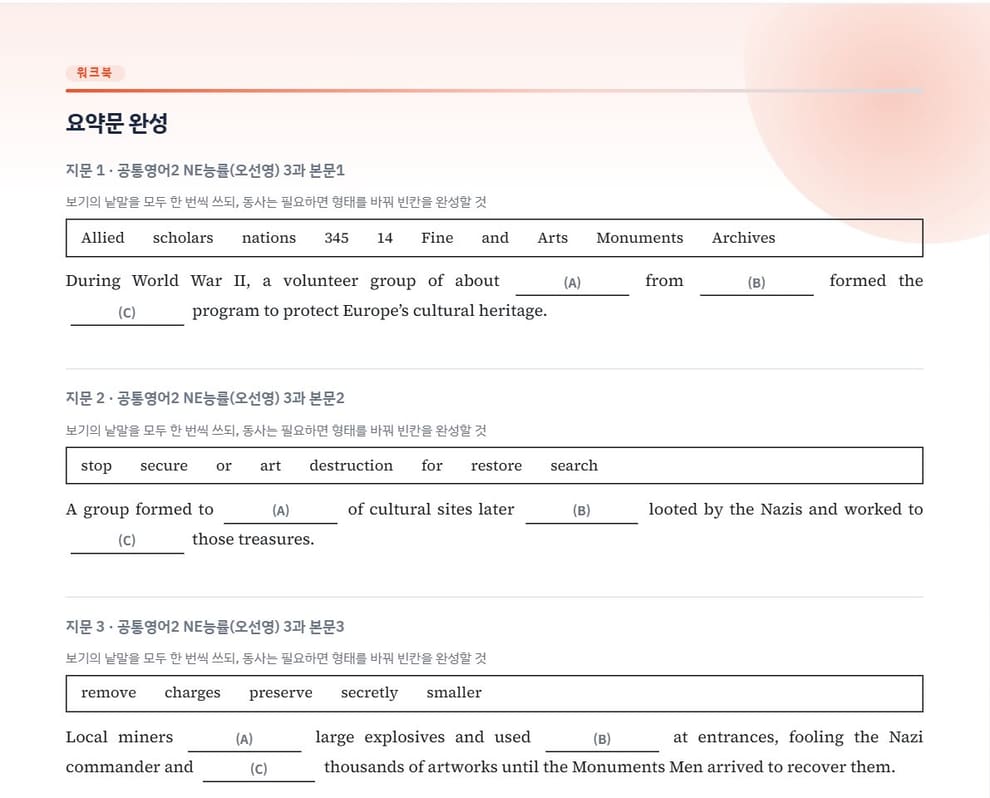 워크북
요약문 완성
지문 1 · 공통영어2 NE능률(오선영) 3과 본문1
보기의 낱말을 모두 한 번씩 쓰되, 동사는 필요하면 형태를 바꿔 빈칸을 완성할 것
Allied scholars nations 345 14 Fine and Arts Monuments Archives
During World War II, a volunteer group of about (A) from (B) formed the
(C) program to protect Europe’s cultural heritage.
지문 2 · 공통영어2 NE능률(오선영) 3과 본문2
보기의 낱말을 모두 한 번씩 쓰되, 동사는 필요하면 형태를 바꿔 빈칸을 완성할 것
stop secure or art destruction for restore search
A group formed to (A) of cultural sites later (B) looted by the Nazis and worked to
(C) those treasures.
지문 3 · 공통영어2 NE능률(오선영) 3과 본문3
보기의 낱말을 모두 한 번씩 쓰되, 동사는 필요하면 형태를 바꿔 빈칸을 완성할 것
remove charges preserve secretly smaller
Local miners (A) large explosives and used (B) at entrances, fooling the Nazi
commander and (C) thousands of artworks until the Monuments Men arrived to recover them.